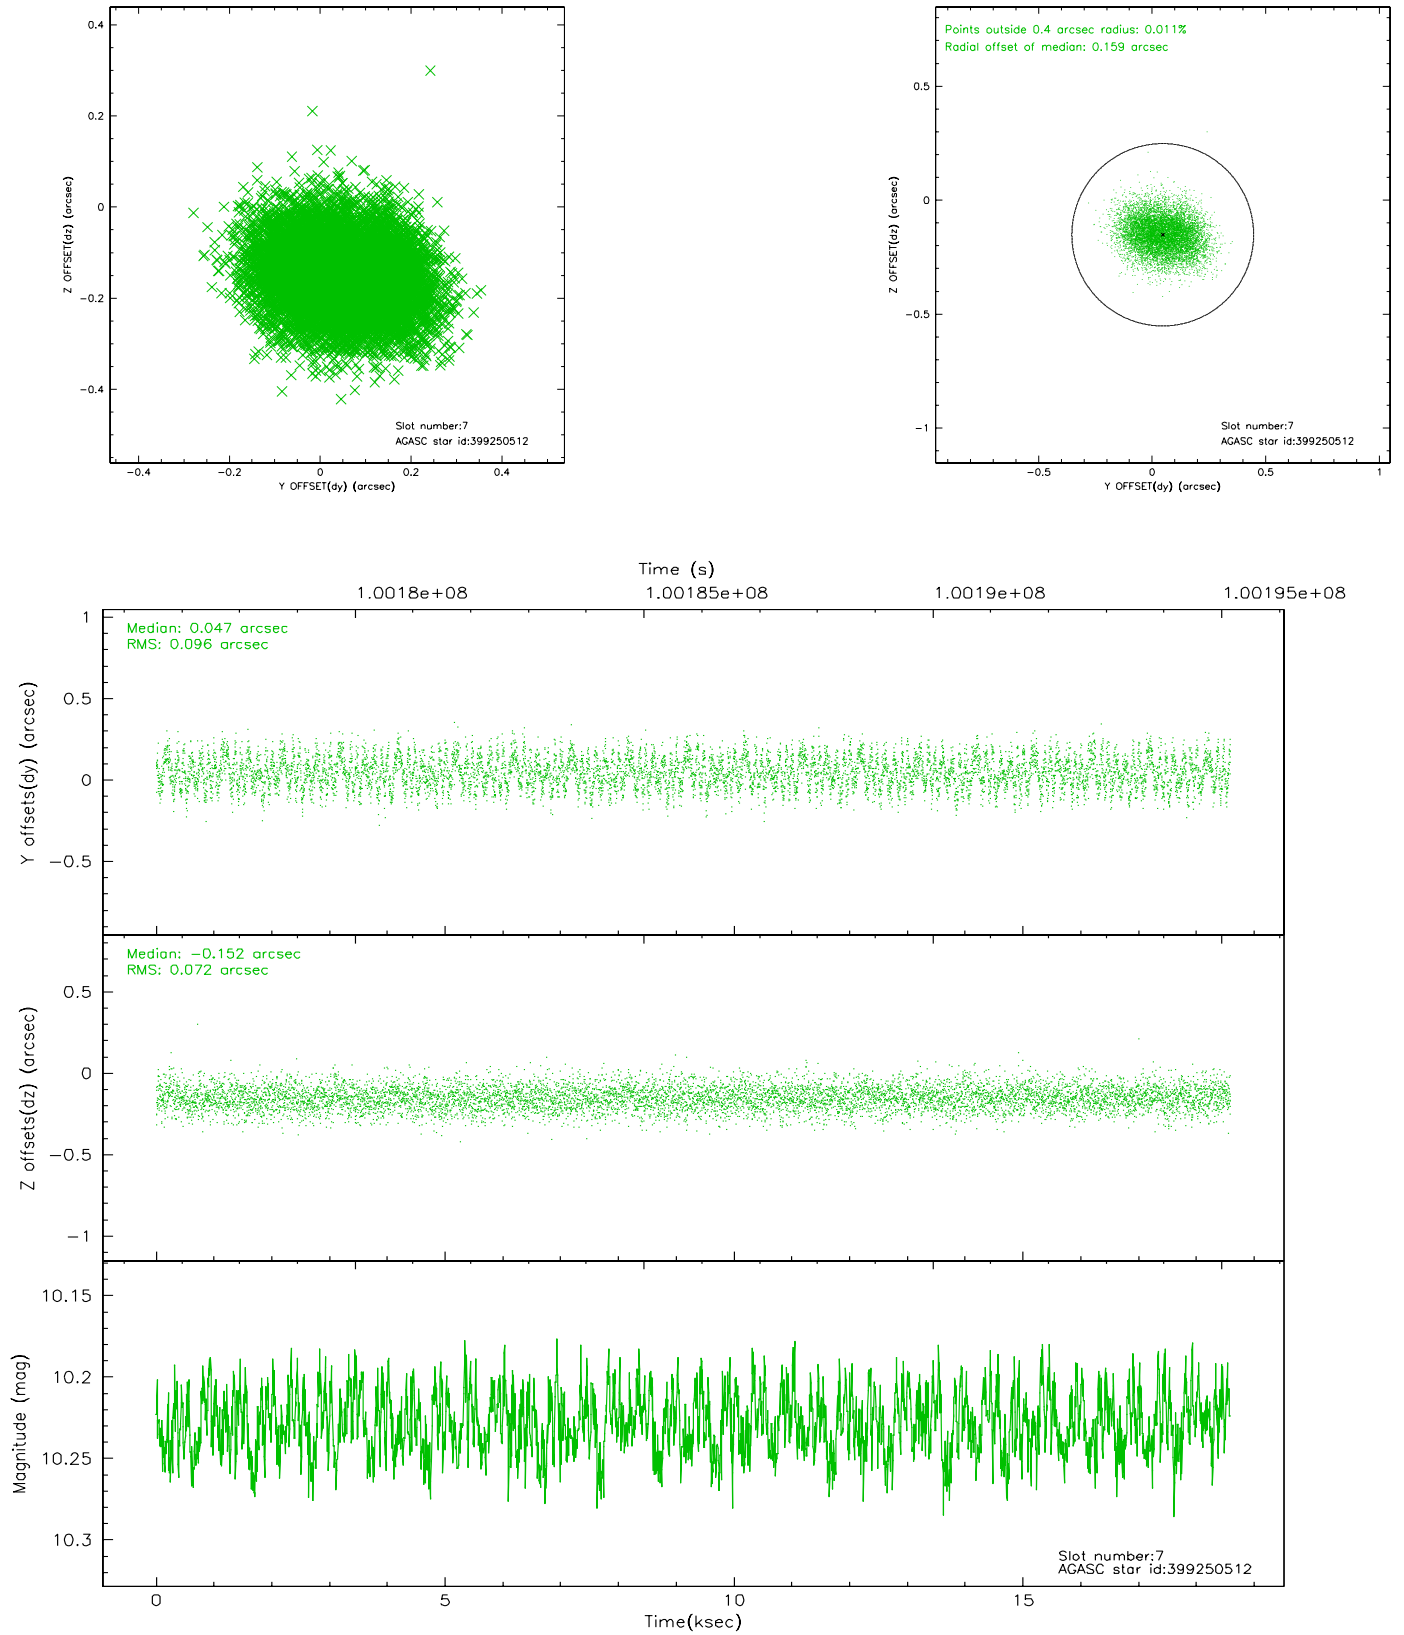 0.4
0.2
0
−0.2
−0.4
Z OFFSET(dz) (arcsec)
−0.4 −0.2 0 0.2 0.4
Y OFFSET(dy) (arcsec)
Slot number:7
AGASC star id:399250512
Points outside 0.4 arcsec radius: 0.011%
Radial offset of median: 0.159 arcsec
0.5
0
−0.5
−1
Z OFFSET(dz) (arcsec)
−0.5 0 0.5 1
Y OFFSET(dy) (arcsec)
Slot number:7
AGASC star id:399250512
Time (s)
1.0018e+08 1.00185e+08 1.0019e+08 1.00195e+08
Median: 0.047 arcsec
RMS: 0.096 arcsec
1
0.5
0
−0.5
Y offsets(dy) (arcsec)
Median: −0.152 arcsec
RMS: 0.072 arcsec
0.5
0
−0.5
−1
Z offsets(dz) (arcsec)
10.15
10.2
10.25
10.3
Magnitude (mag)
Slot number:7
AGASC star id:399250512
0 5 10 15
Time(ksec)